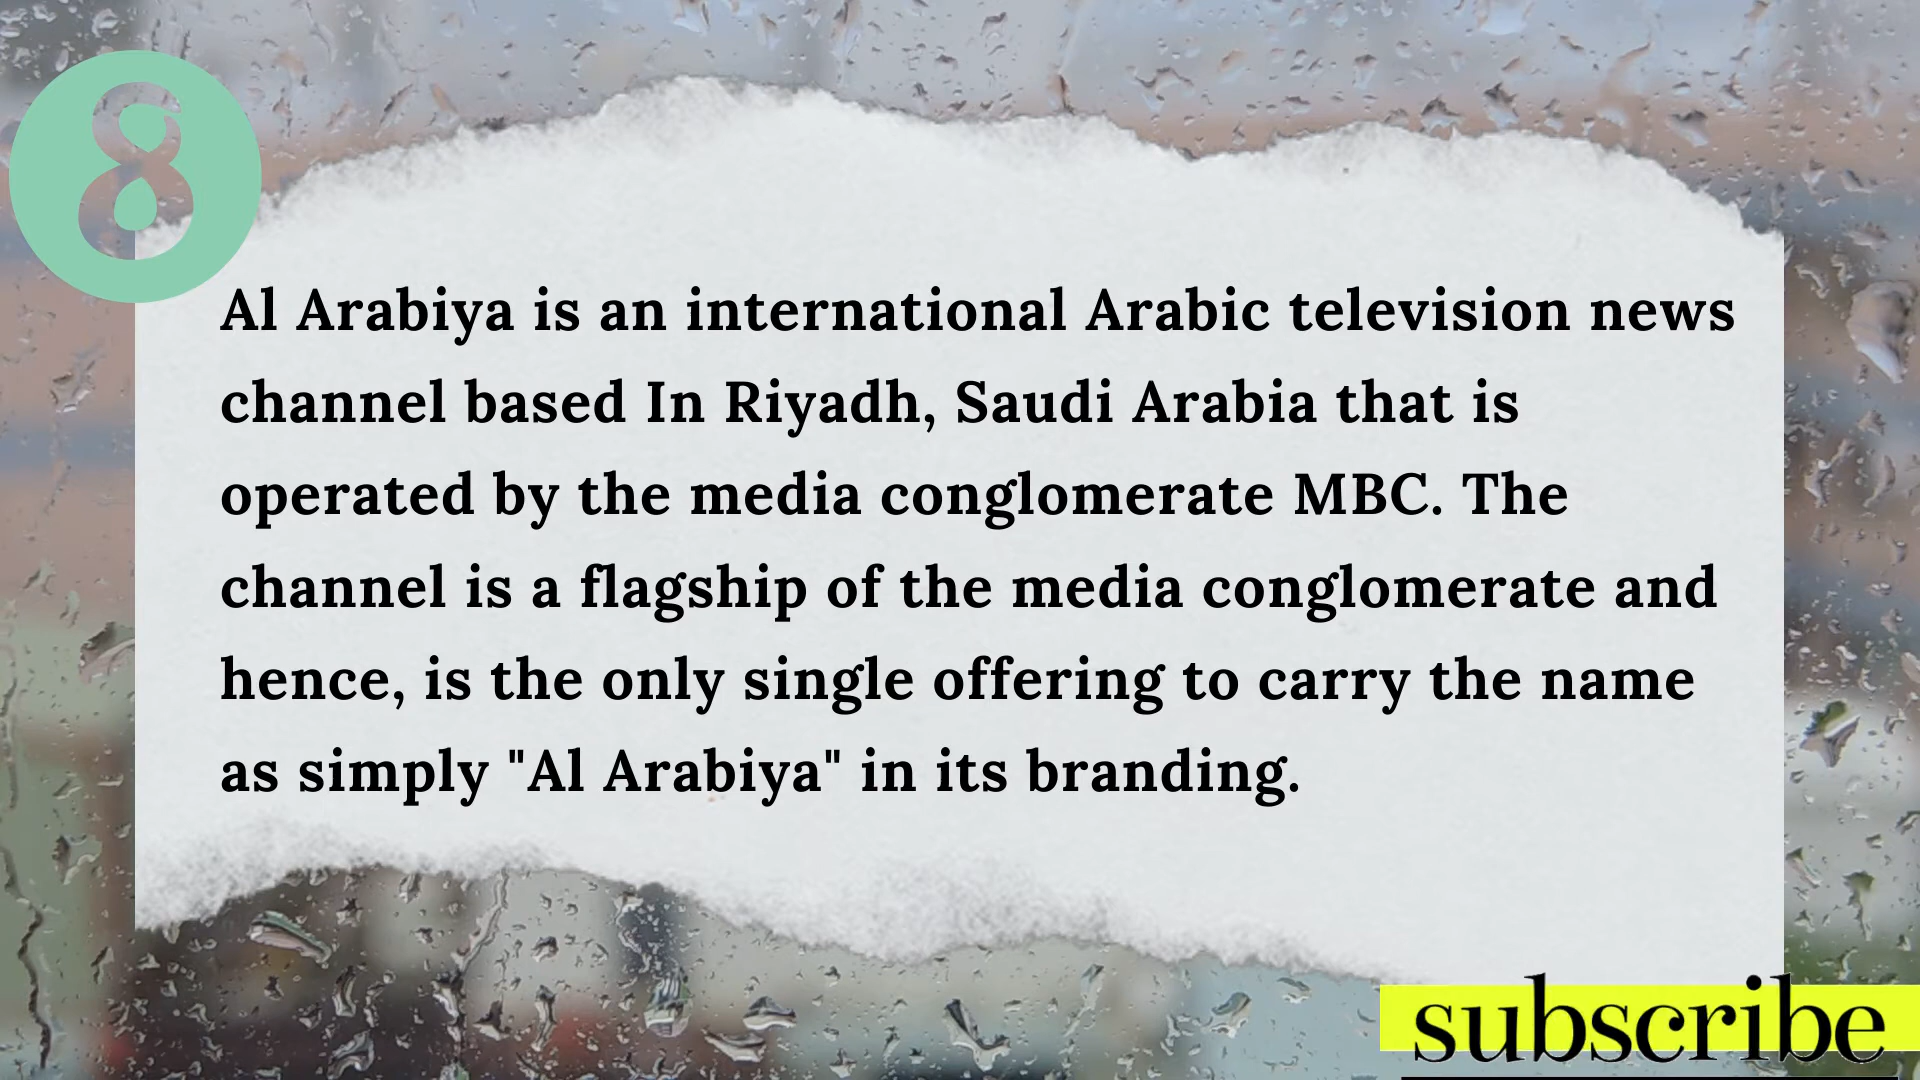 8
Al Arabiya is an international Arabic television news
channel based In Riyadh, Saudi Arabia that is
operated by the media conglomerate MBC. The
channel is a flagship of the media conglomerate and
hence, is the only single offering to carry the name
as simply "Al Arabiya" in its branding.
subscribe